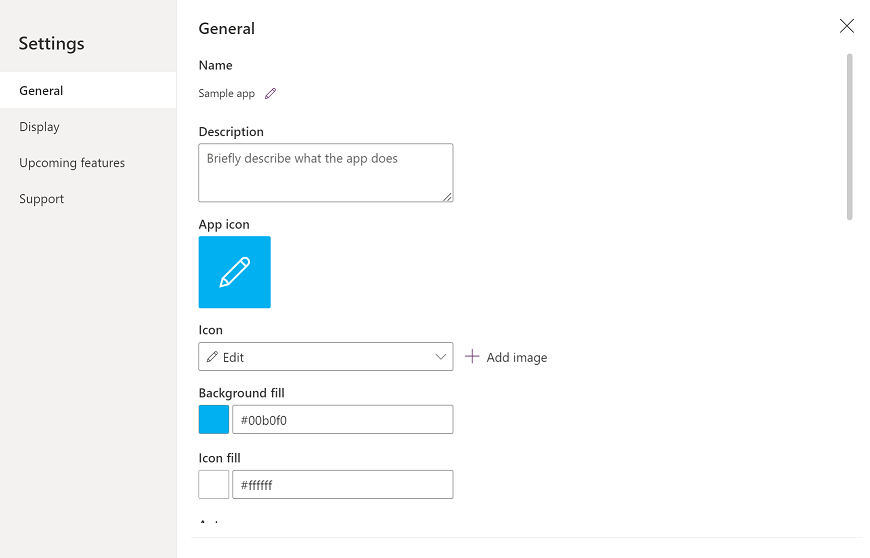 Settings
General
Display
Upcoming features
Support
General
Name
Sample app
Description
Briefly describe what the app does
App icon
Icon
Edit
Add image
Background fill
#00b0f0
Icon fill
#ffffff